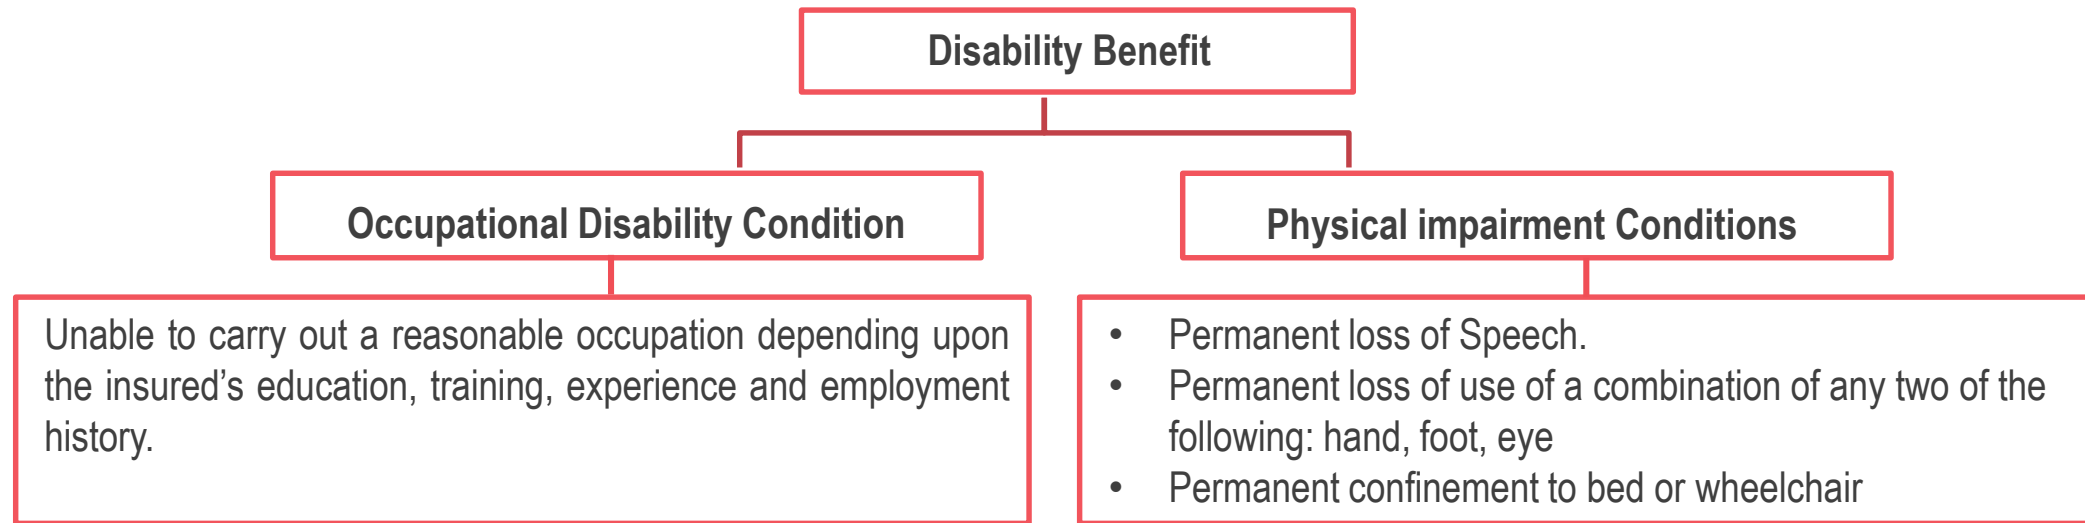 Disability Benefit
Occupational Disability Condition
Physical impairment Conditions
Unable to carry out a reasonable occupation depending upon
the insured’s education, training, experience and employment
history.
• Permanent loss of Speech.
• Permanent loss of use of a combination of any two of the
following: hand, foot, eye
• Permanent confinement to bed or wheelchair